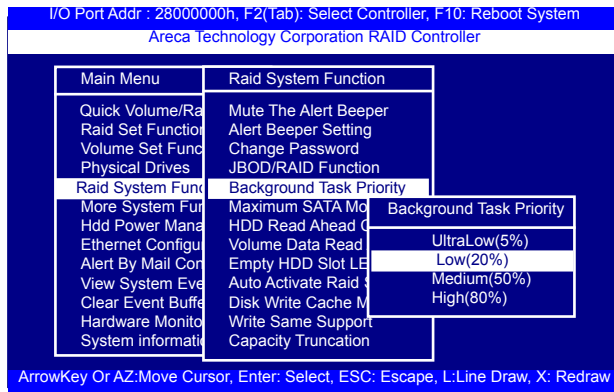 I/O Port Addr : 28000000h, F2(Tab): Select Controller, F10: Reboot System
Areca Technology Corporation RAID Controller
Main Menu
Quick Volume/Ra
Raid Set Function
Volume Set Func
Physical Drives
Raid System Func
More System Fun
Hdd Power Mana
Ethernet Configu
Alert By Mail Con
View System Eve
Clear Event Buffe
Hardware Monito
System informati
Raid System Function
Mute The Alert Beeper
Alert Beeper Setting
Change Password
JBOD/RAID Function
Background Task Priority
Maximum SATA Mo
HDD Read Ahead C
Volume Data Read
Empty HDD Slot LE
Auto Activate Raid S
Disk Write Cache M
Write Same Support
Capacity Truncation
Background Task Priority
UltraLow(5%)
Low(20%)
Medium(50%)
High(80%)
ArrowKey Or AZ:Move Cursor, Enter: Select, ESC: Escape, L:Line Draw, X: Redraw